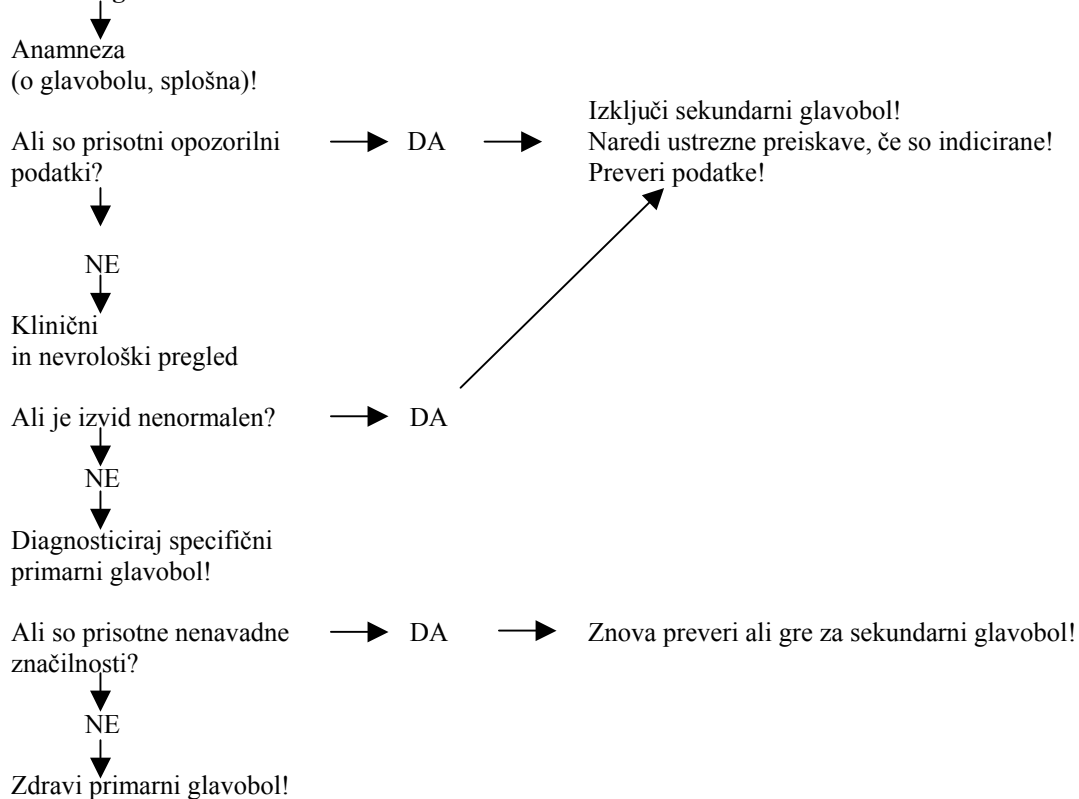 Anamneza
(o glavobolu, splošna)!
Ali so prisotni opozorilni
podatki?
DA
Izključi sekundarni glavobol!
Naredi ustrezne preiskave, če so indicirane!
Preveri podatke!
NE
Klinični
in nevrološki pregled
Ali je izvid nenormalen?
DA
NE
Diagnosticiraj specifični
primarni glavobol!
Ali so prisotne nenavadne
značilnosti?
DA
Znova preveri ali gre za sekundarni glavobol!
NE
Zdravi primarni glavobol!